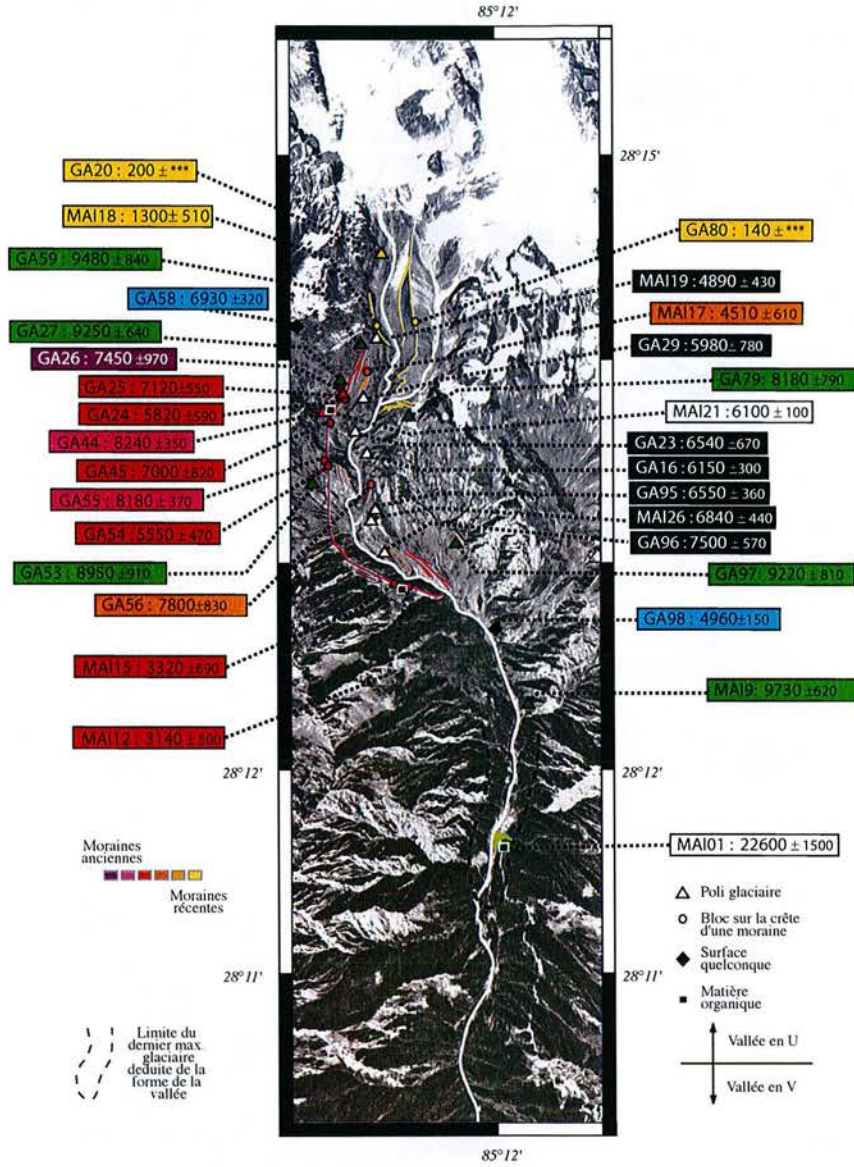 85°12'
28°15'
GA20 : 200 ± ***
MAI18 : 1300± 510
GA59 : 9480 ± 840
GA58 : 6930 ±320
GA27 : 9250 ± 640
GA26 : 7450 ±970
GA25 : 7120±550
GA24 : 5820 ±590
GA44 : 8240 ±350
GA45 : 7000 ±820
GA55 : 8180 ± 370
GA54 : 5550 ± 470
GA53 : 8950 ±910
GA56 : 7800±830
MAI15 : 3320 ±690
MAI12 : 3140 ±500
GA80 : 140 ± ***
MAI19 : 4890 ± 430
MAI17 : 4510 ± 610
GA29 : 5980 ± 780
GA79 : 8180 ± 790
MAI21 : 6100 ± 100
GA23 : 6540 ± 670
GA16 : 6150 ± 300
GA95 : 6550 ± 360
MAI26 : 6840 ± 440
GA96 : 7500 ± 570
GA97 : 9220 ± 810
GA98 : 4960±150
MAI9: 9730 ±620
28°12'
28°12'
MAI01 : 22600 ± 1500
Moraines
anciennes
Moraines
récentes
Poli glaciaire
Bloc sur la crête
d'une moraine
Surface
quelconque
Matière
organique
28°11'
28°11'
Limite du
dernier max.
glaciaire
deduite de la
forme de la
vallée
Vallée en U
Vallée en V
85°12'